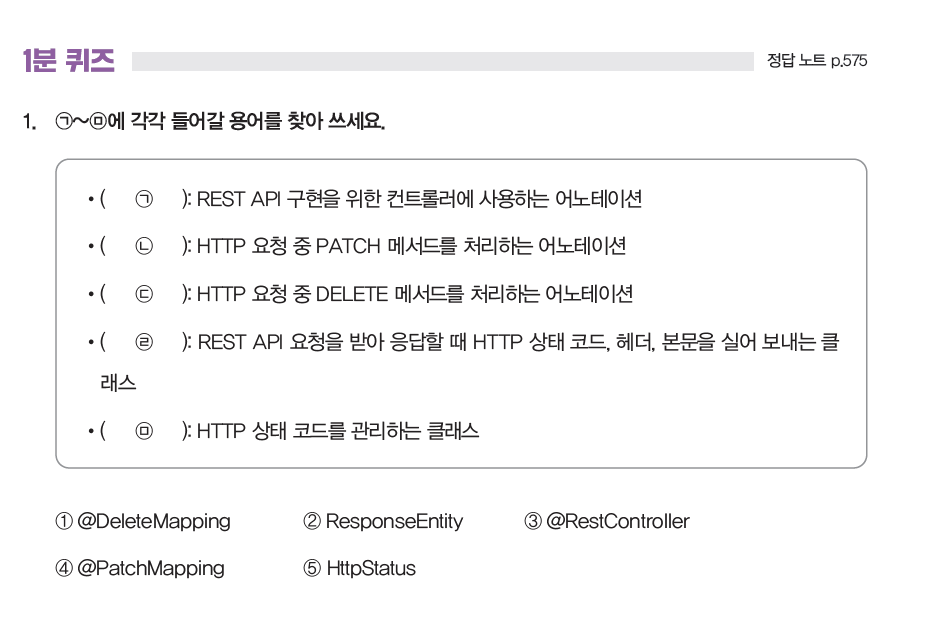 1분 퀴즈
정답 노트 p.575
1. ㉠~㉤에 각각 들어갈 용어를 찾아 쓰세요.
• ( ㉠ ): REST API 구현을 위한 컨트롤러에 사용하는 어노테이션
• ( ㉡ ): HTTP 요청 중 PATCH 메서드를 처리하는 어노테이션
• ( ㉢ ): HTTP 요청 중 DELETE 메서드를 처리하는 어노테이션
• ( ㉣ ): REST API 요청을 받아 응답할 때 HTTP 상태 코드, 헤더, 본문을 실어 보내는 클
래스
• ( ㉤ ): HTTP 상태 코드를 관리하는 클래스
① @DeleteMapping ② ResponseEntity ③ @RestController
④ @PatchMapping ⑤ HttpStatus